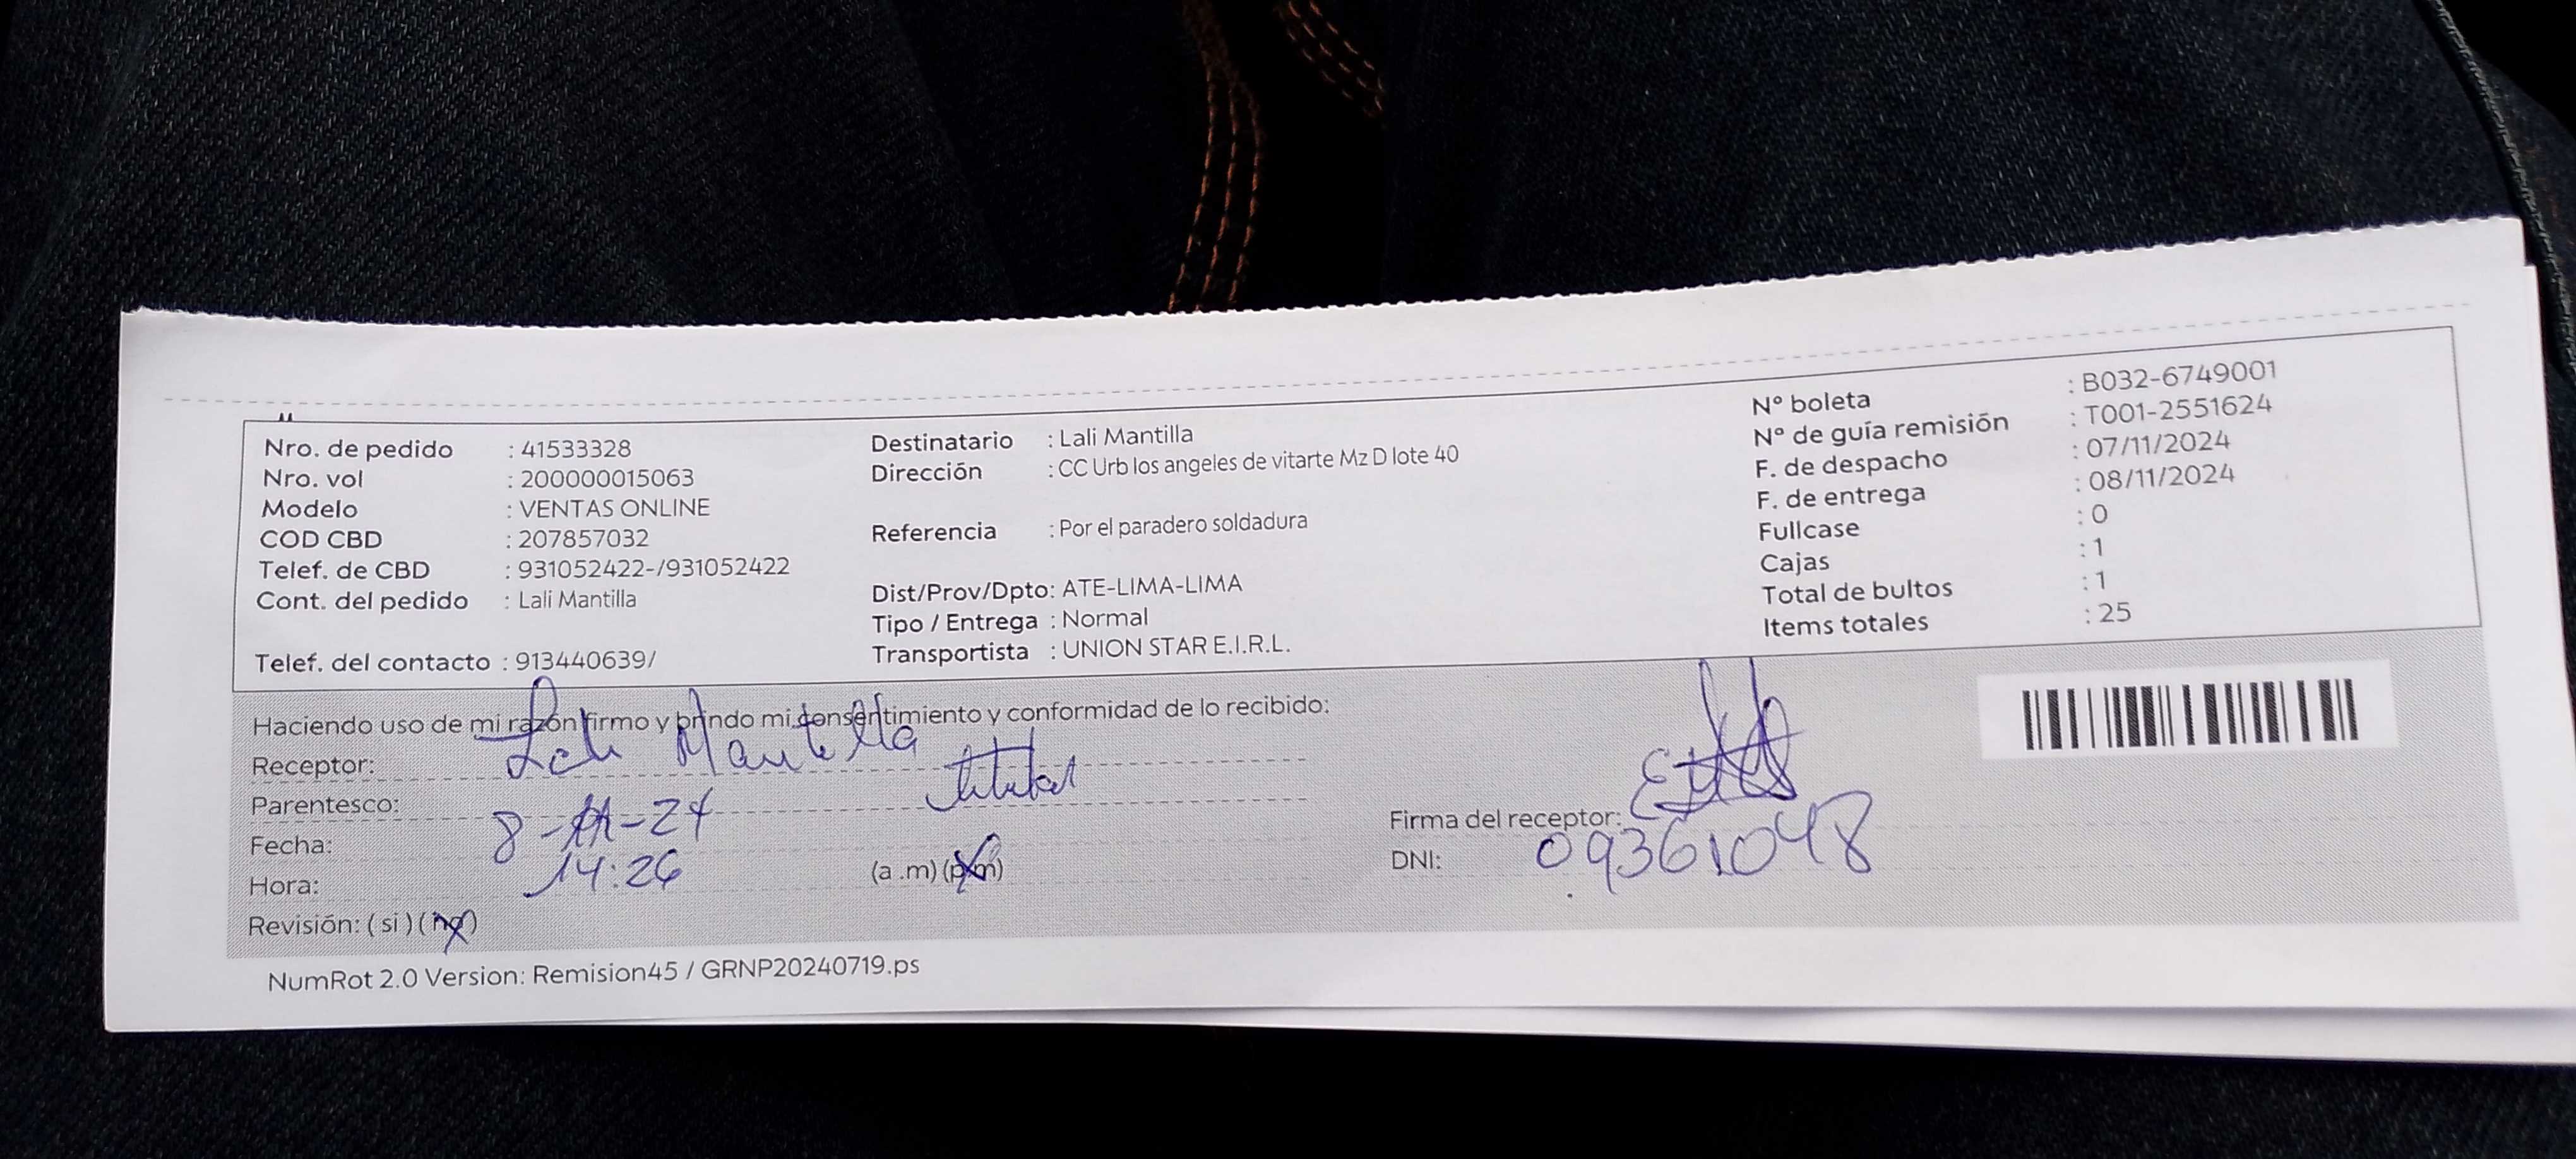 Nro. de pedido : 41533328
Nro. vol : 200000015063
Modelo : VENTAS ONLINE
COD CBD : 207857032
Telef. de CBD : 931052422-/931052422
Cont. del pedido : Lali Mantilla
Telef. del contacto : 913440639/
Destinatario : Lali Mantilla
Dirección : CC Urb los angeles de vitarte Mz D lote 40
Referencia : Por el paradero soldadura
Dist/Prov/Dpto: ATE-LIMA-LIMA
Tipo / Entrega : Normal
Transportista : UNION STAR E.I.R.L.
N° boleta : B032-6749001
N° de guía remisión : T001-2551624
F. de despacho : 07/11/2024
F. de entrega : 08/11/2024
Fullcase : 0
Cajas : 1
Total de bultos : 1
Items totales : 25
Haciendo uso de mi razón firmo y brindo mi consentimiento y conformidad de lo recibido:
Receptor: Lali Mantilla
Parentesco: titular
Fecha: 8-11-24
Hora: 14:26 (a .m) (p.m)
Revisión: ( si ) ( no )
Firma del receptor:
DNI: 09361048
NumRot 2.0 Version: Remision45 / GRNP20240719.ps